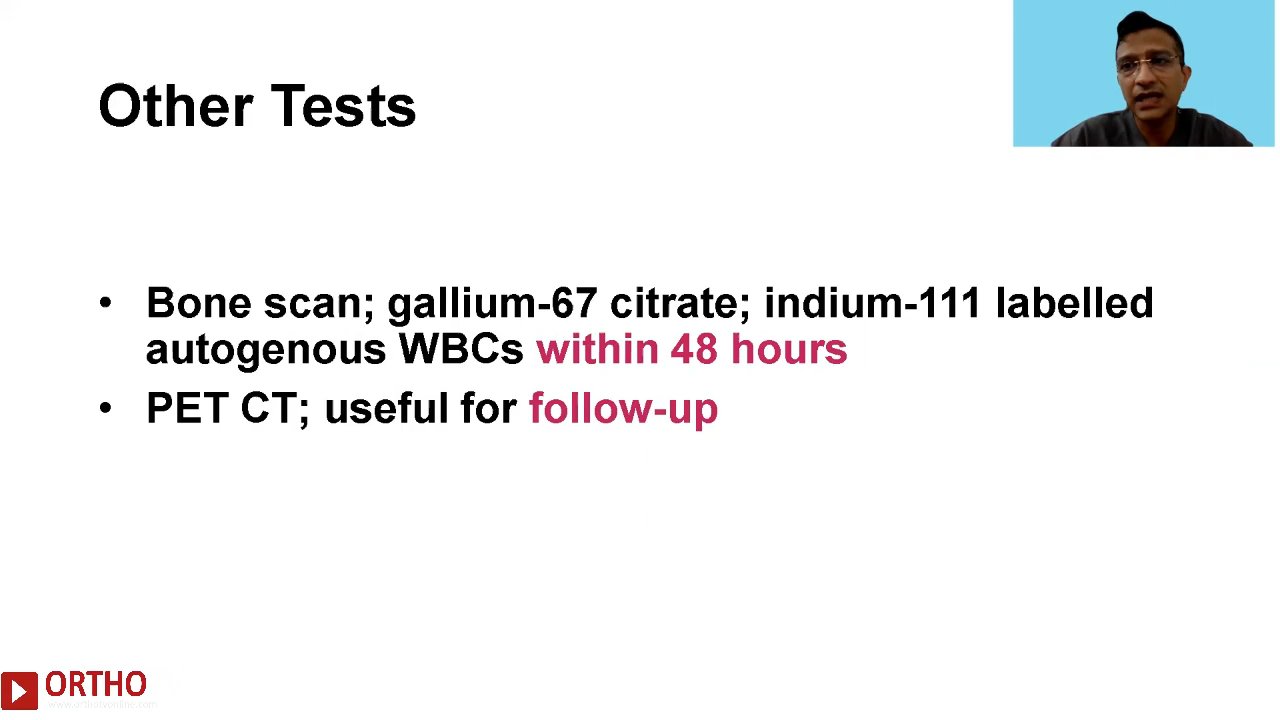 Other Tests
• Bone scan; gallium-67 citrate; indium-111 labelled
autogenous WBCs within 48 hours
• PET CT; useful for follow-up
ORTHO
www.orthotvonline.com